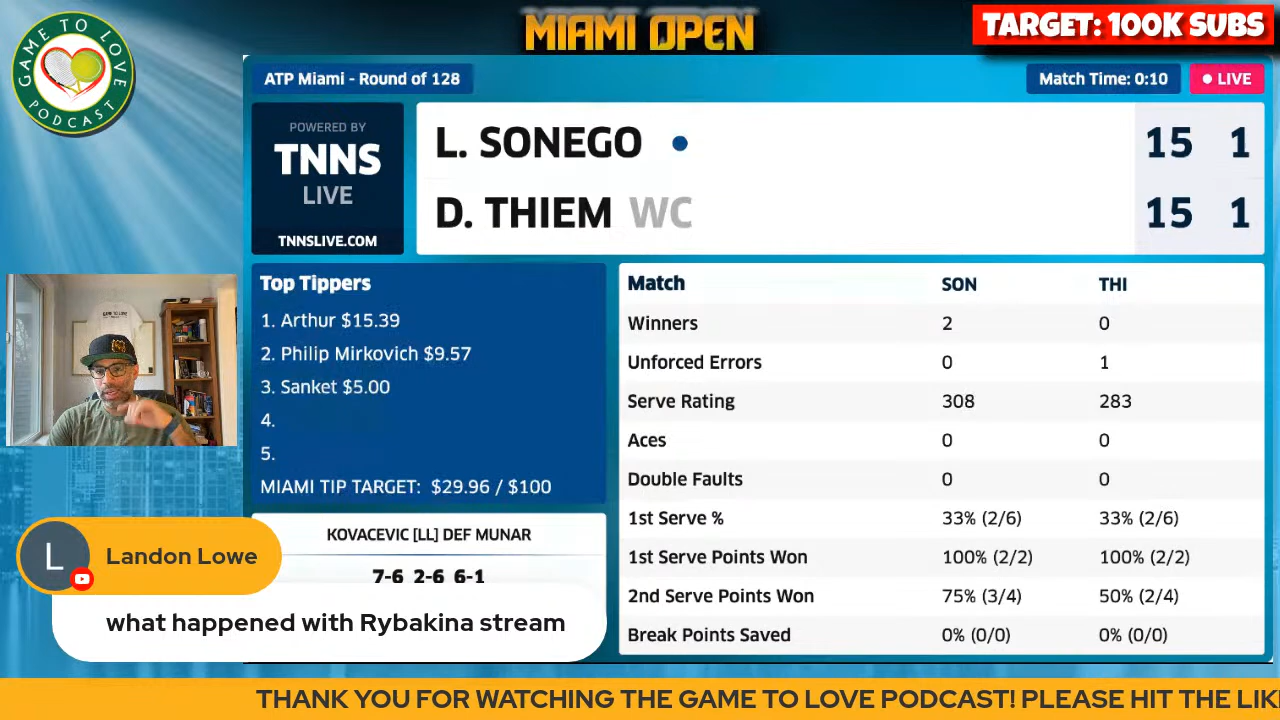 GAME TO LOVE
PODCAST
MIAMI OPEN
TARGET: 100K SUBS
ATP Miami - Round of 128
Match Time: 0:10
LIVE
POWERED BY
TNNS
LIVE
TNNSLIVE.COM
L. SONEGO 15 1
D. THIEM WC 15 1
Top Tippers
1. Arthur $15.39
2. Philip Mirkovich $9.57
3. Sanket $5.00
4.
5.
MIAMI TIP TARGET: $29.96 / $100
KOVACEVIC [LL] DEF MUNAR
7-6 2-6 6-1
Match SON THI
Winners 2 0
Unforced Errors 0 1
Serve Rating 308 283
Aces 0 0
Double Faults 0 0
1st Serve % 33% (2/6) 33% (2/6)
1st Serve Points Won 100% (2/2) 100% (2/2)
2nd Serve Points Won 75% (3/4) 50% (2/4)
Break Points Saved 0% (0/0) 0% (0/0)
L
Landon Lowe
what happened with Rybakina stream
THANK YOU FOR WATCHING THE GAME TO LOVE PODCAST! PLEASE HIT THE LIK